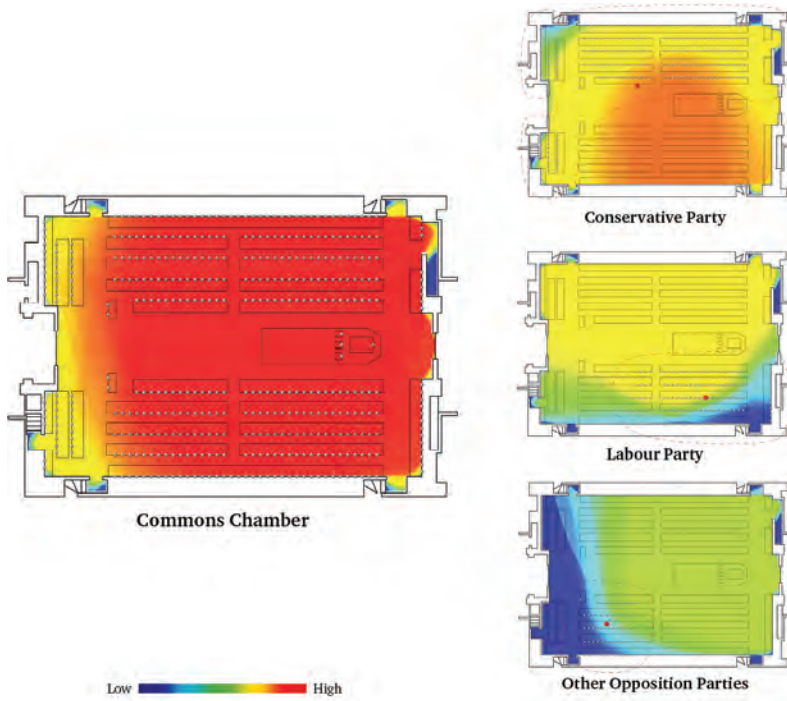 Conservative Party
Labour Party
Commons Chamber
Other Opposition Parties
Low
High